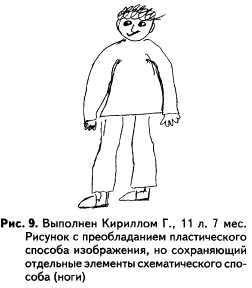 Рис. 9. Выполнен Кириллом Г., 11 л. 7 мес.
Рисунок с преобладанием пластического
способа изображения, но сохраняющий
отдельные элементы схематического спо-
соба (ноги)